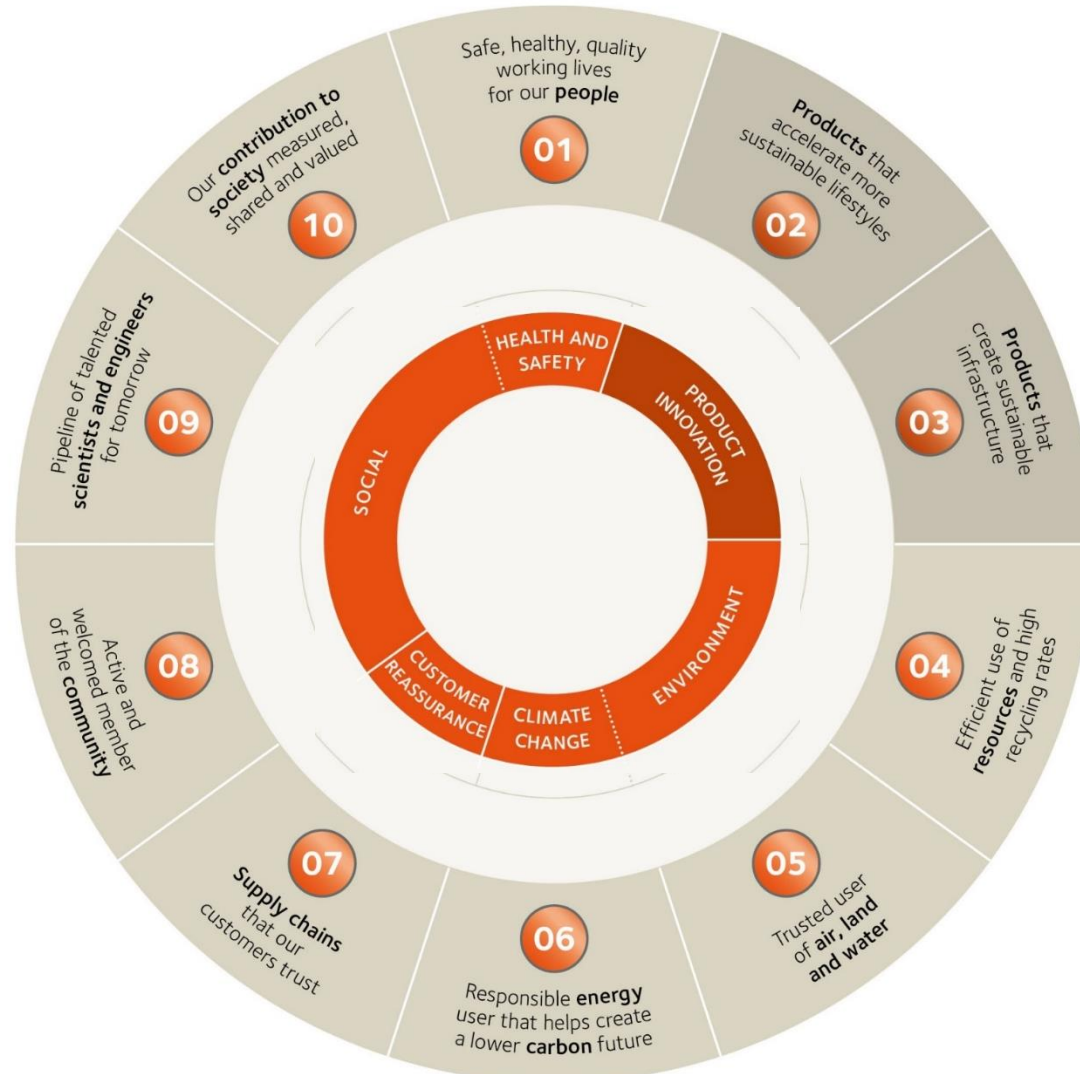 Safe, healthy, quality
working lives
for our people
01
Products that
accelerate more
sustainable lifestyles
02
Products that
create sustainable
infrastructure
03
Efficient use of
resources and high
recycling rates
04
Trusted user
of air, land
and water
05
Responsible energy
user that helps create
a lower carbon future
06
Supply chains
that our
customers trust
07
Active and
welcomed member
of the community
08
Pipeline of talented
scientists and engineers
for tomorrow
09
Our contribution to
society measured,
shared and valued
10
HEALTH AND
SAFETY
PRODUCT
INNOVATION
ENVIRONMENT
CLIMATE
CHANGE
CUSTOMER
REASSURANCE
SOCIAL